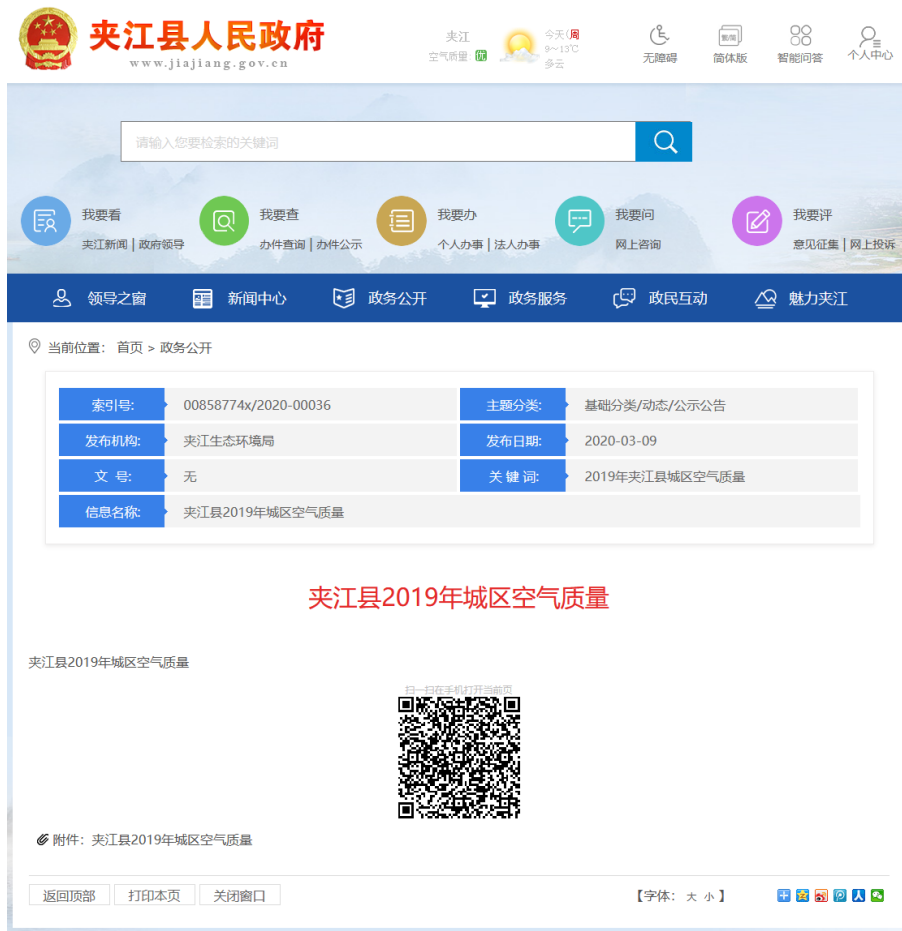 夹江县人民政府
www.jiajiang.gov.cn
夹江
空气质量 优
今天(周
9~13℃
多云
无障碍
繁/简
简体版
智能问答
个人中心
请输入您要检索的关键词
我要看
夹江新闻 | 政府领导
我要查
办件查询 | 办件公示
我要办
个人办事 | 法人办事
我要问
网上咨询
我要评
意见征集 | 网上投诉
领导之窗 新闻中心 政务公开 政务服务 政民互动 魅力夹江
当前位置: 首页 > 政务公开
索引号: 00858774x/2020-00036 主题分类: 基础分类/动态/公示公告
发布机构: 夹江生态环境局 发布日期: 2020-03-09
文 号: 无 关 键 词: 2019年夹江县城区空气质量
信息名称: 夹江县2019年城区空气质量
夹江县2019年城区空气质量
夹江县2019年城区空气质量
扫一扫在手机打开当前页
附件: 夹江县2019年城区空气质量
返回顶部 打印本页 关闭窗口 【字体: 大 小 】